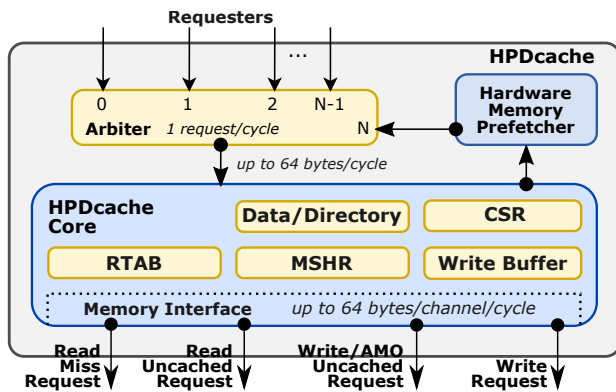 Requesters
...
HPDcache
0 1 2 N-1
N
Arbiter 1 request/cycle
Hardware
Memory
Prefetcher
up to 64 bytes/cycle
HPDcache
Core
Data/Directory
CSR
RTAB
MSHR
Write Buffer
Memory Interface up to 64 bytes/channel/cycle
Read
Miss
Request
Read
Uncached
Request
Write/AMO
Uncached
Request
Write
Request